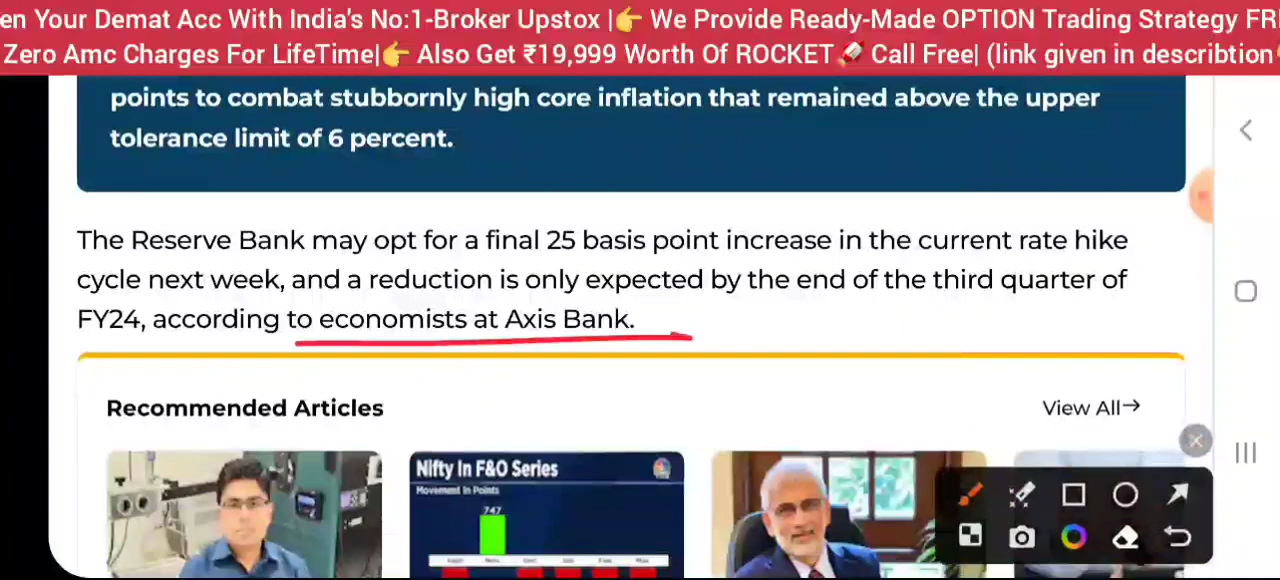 en Your Demat Acc With India's No:1-Broker Upstox |👉 We Provide Ready-Made OPTION Trading Strategy FR
Zero Amc Charges For LifeTime|👉 Also Get ₹19,999 Worth Of ROCKET🚀 Call Free| (link given in describtion
points to combat stubbornly high core inflation that remained above the upper
tolerance limit of 6 percent.
The Reserve Bank may opt for a final 25 basis point increase in the current rate hike
cycle next week, and a reduction is only expected by the end of the third quarter of
FY24, according to economists at Axis Bank.
Recommended Articles
View All→
Nifty In F&O Series
Movement In Points
747